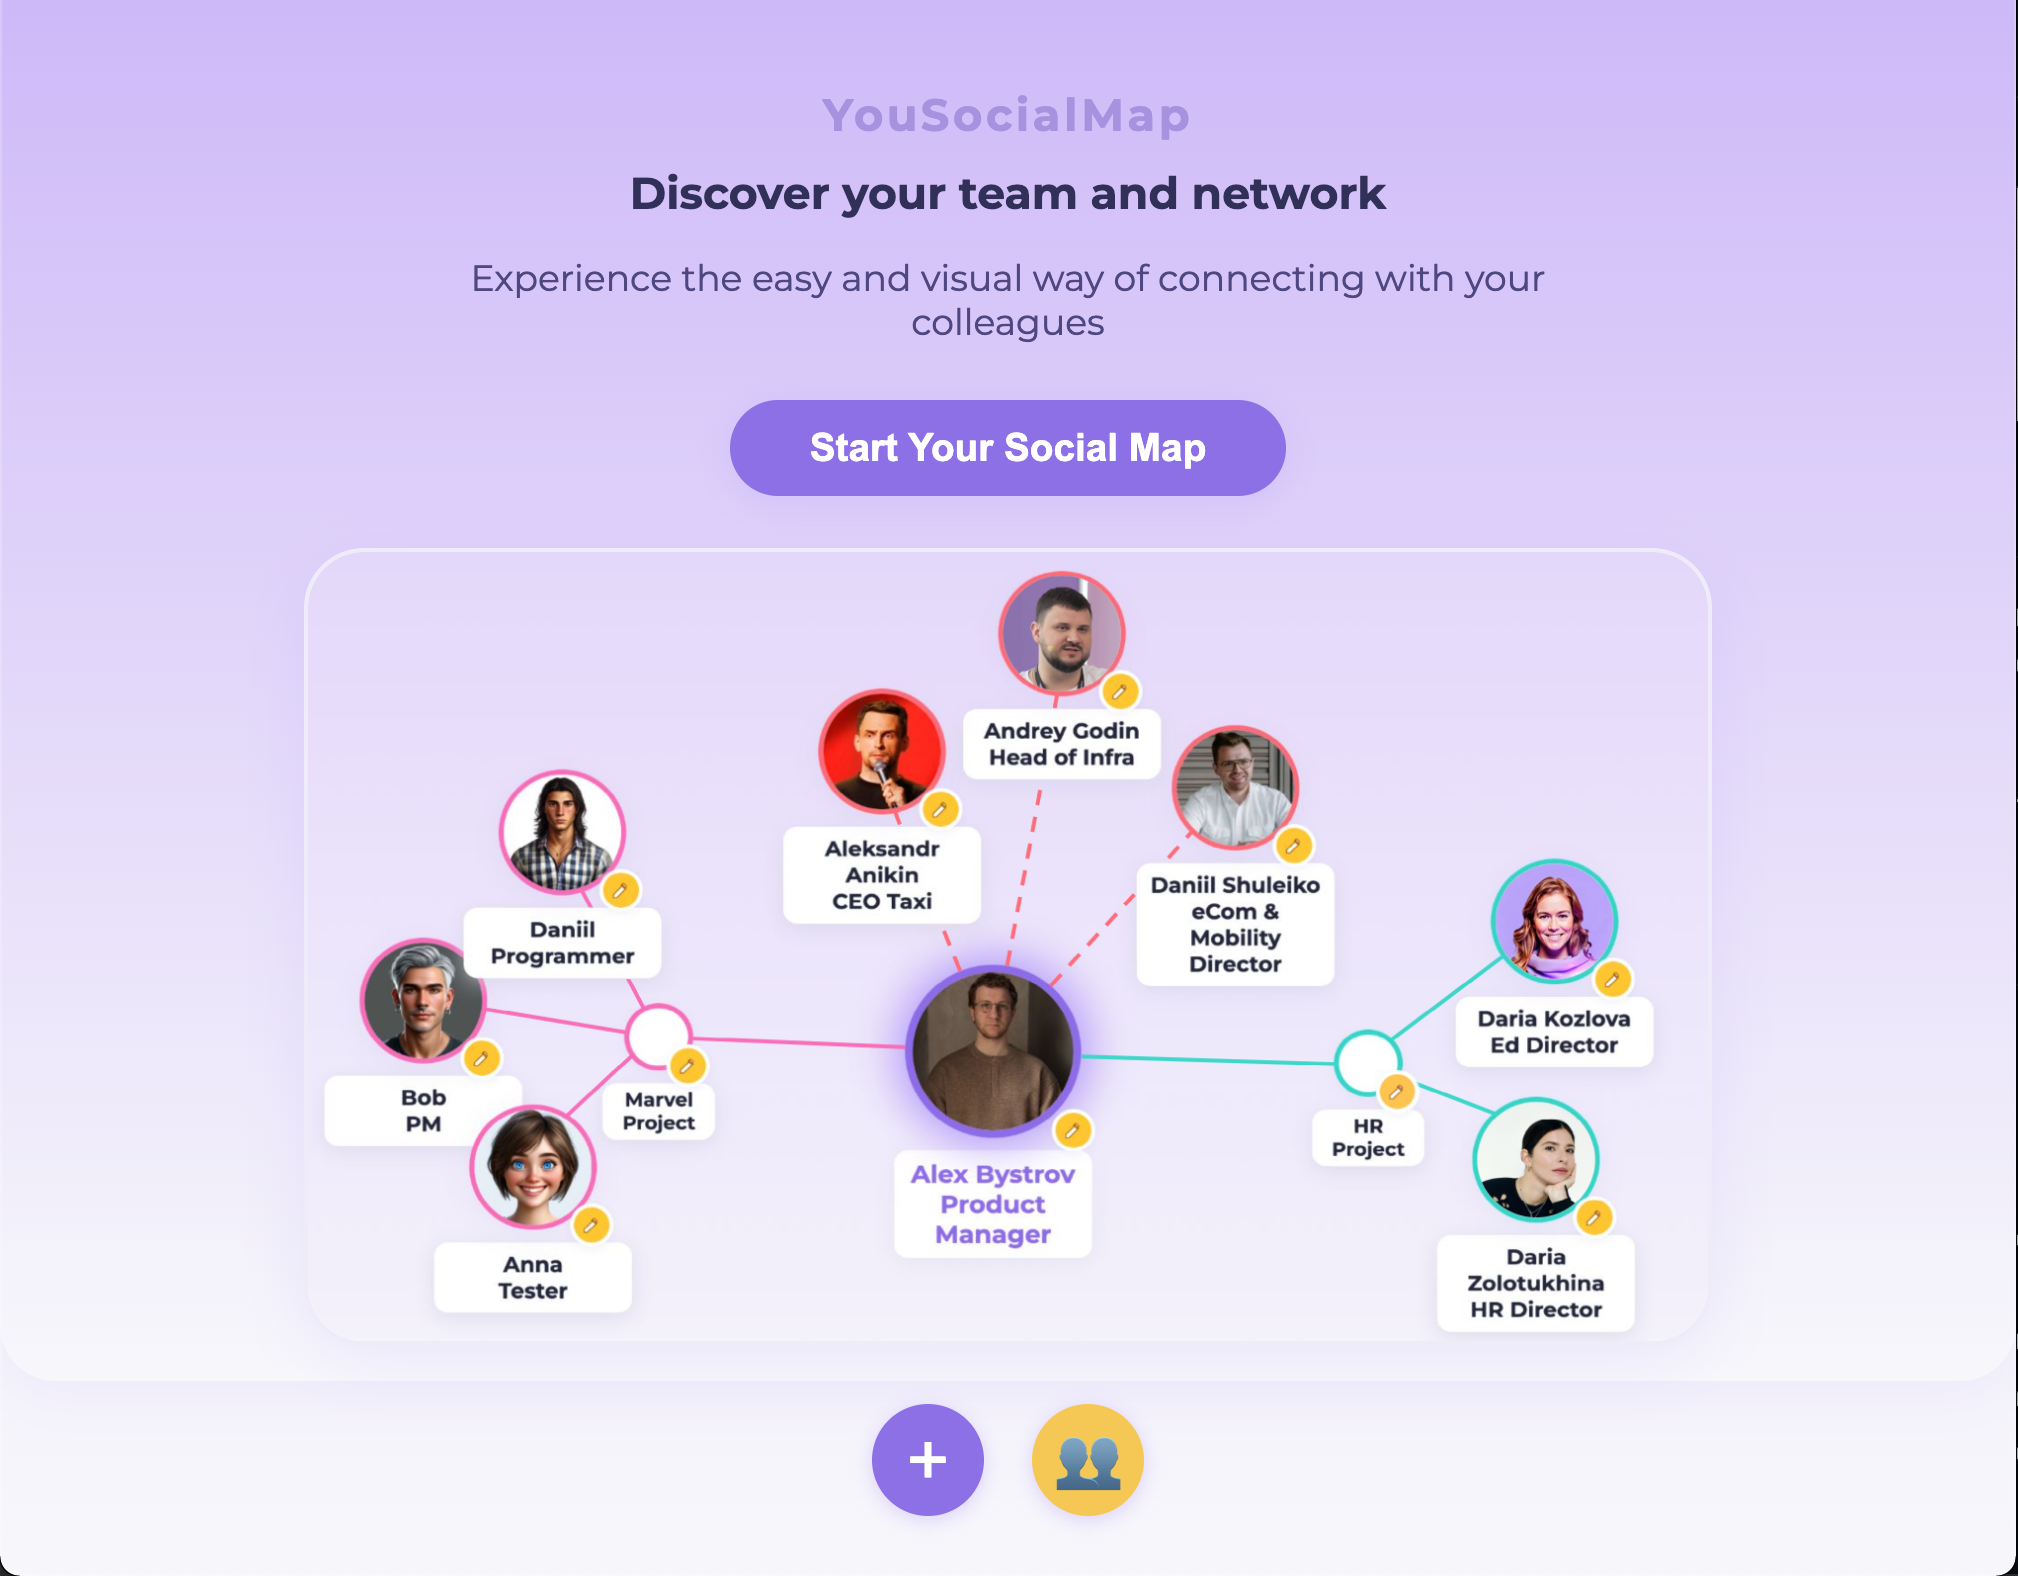 YouSocialMap
Discover your team and network
Experience the easy and visual way of connecting with your
colleagues
Start Your Social Map
Andrey Godin
Head of Infra
Aleksandr
Anikin
CEO Taxi
Daniil Shuleiko
eCom &
Mobility
Director
Daniil
Programmer
Daria Kozlova
Ed Director
Bob
PM
Marvel
Project
HR
Project
Alex Bystrov
Product
Manager
Anna
Tester
Daria
Zolotukhina
HR Director
+